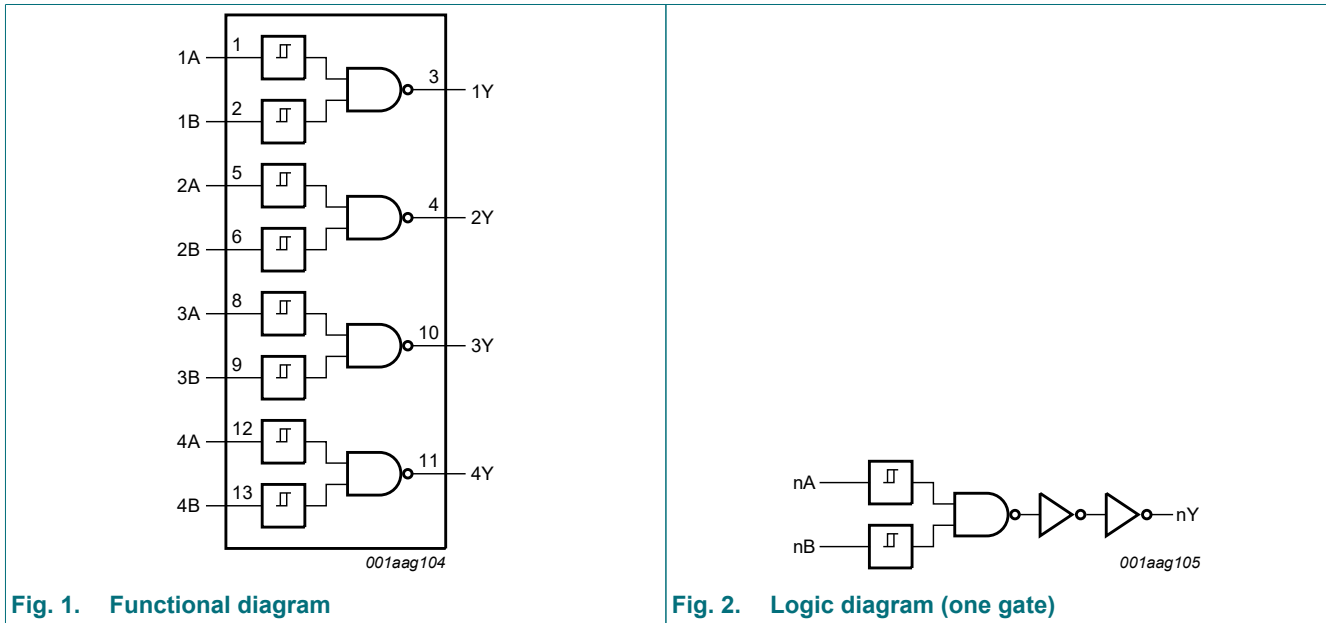 1A 1
3 1Y
1B 2
2A 5
4 2Y
2B 6
3A 8
10 3Y
3B 9
4A 12
11 4Y
4B 13
001aag104
Fig. 1. Functional diagram
nA
nY
nB
001aag105
Fig. 2. Logic diagram (one gate)